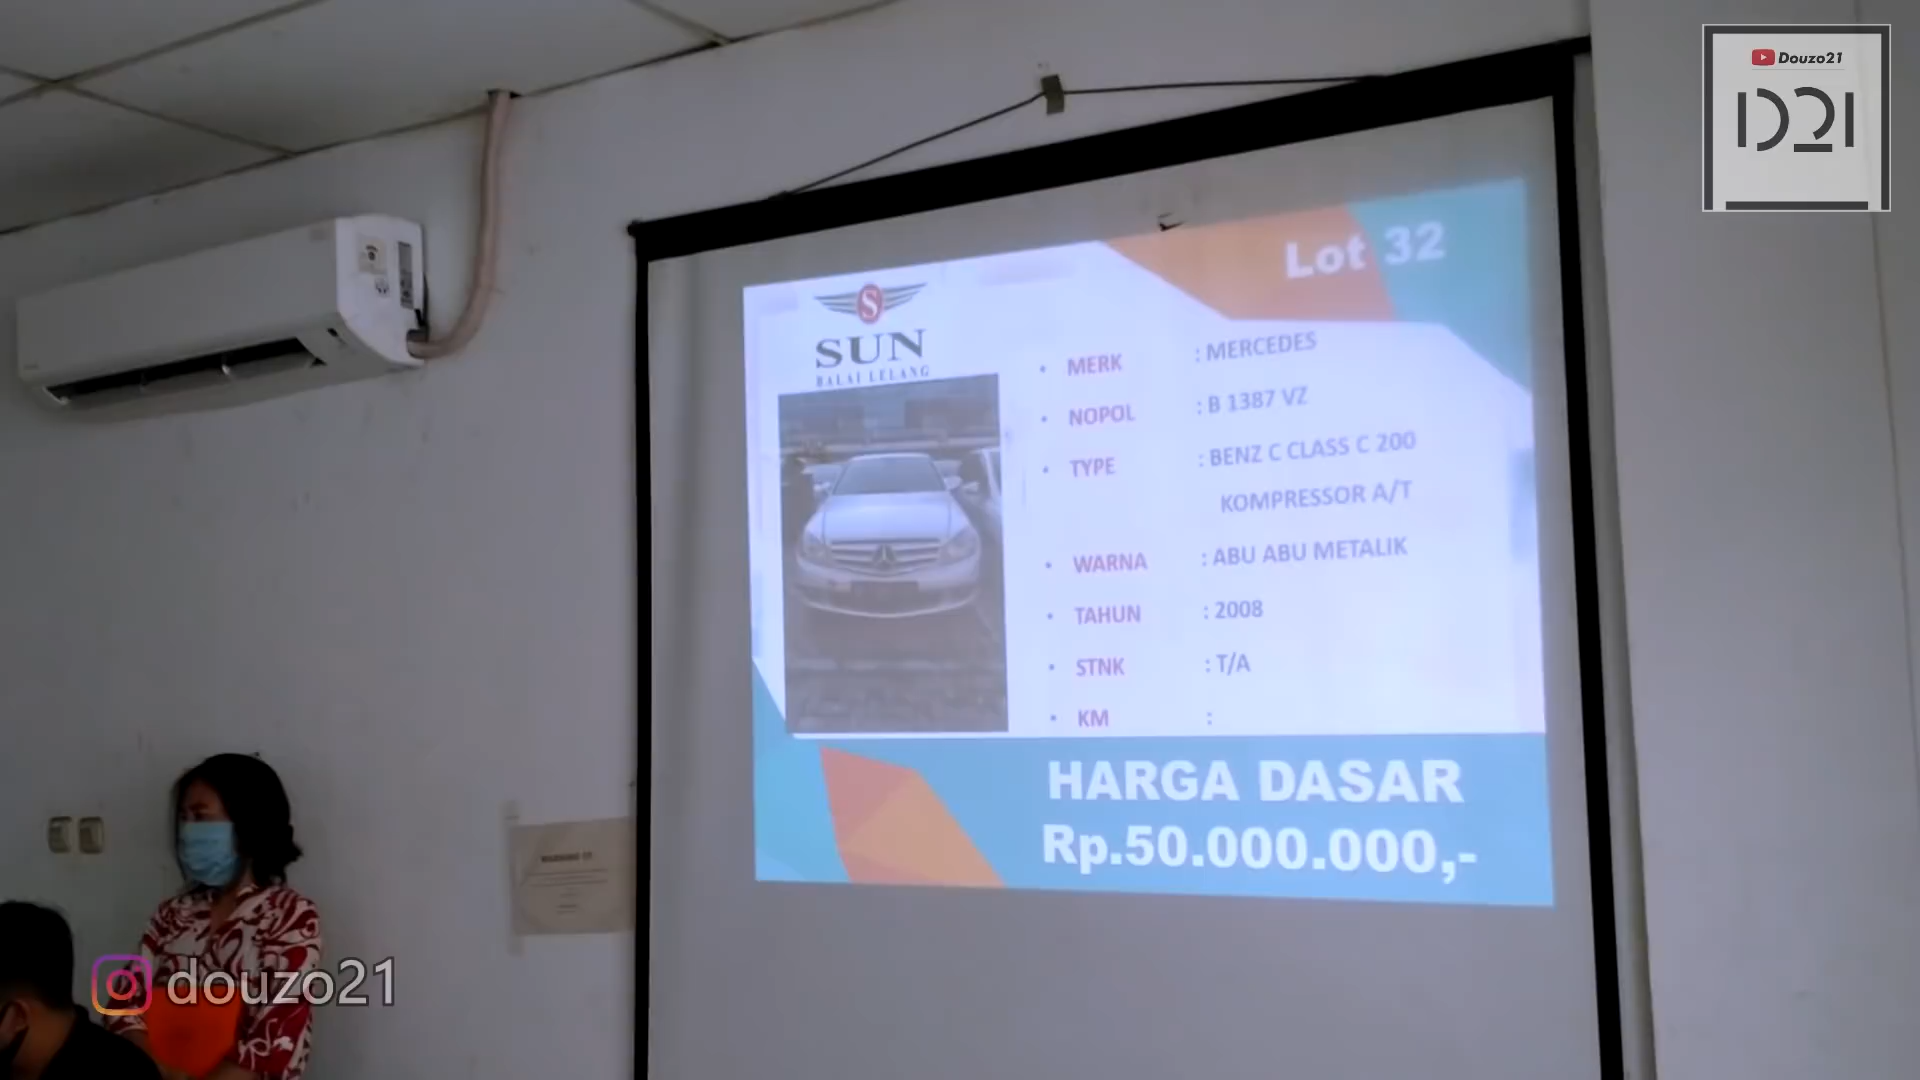 Douzo21
D21
Lot 32
S
SUN
BALAI LELANG
• MERK : MERCEDES
• NOPOL : B 1387 VZ
• TYPE : BENZ C CLASS C 200
KOMPRESSOR A/T
• WARNA : ABU ABU METALIK
• TAHUN : 2008
• STNK : T/A
• KM :
HARGA DASAR
Rp.50.000.000,-
douzo21